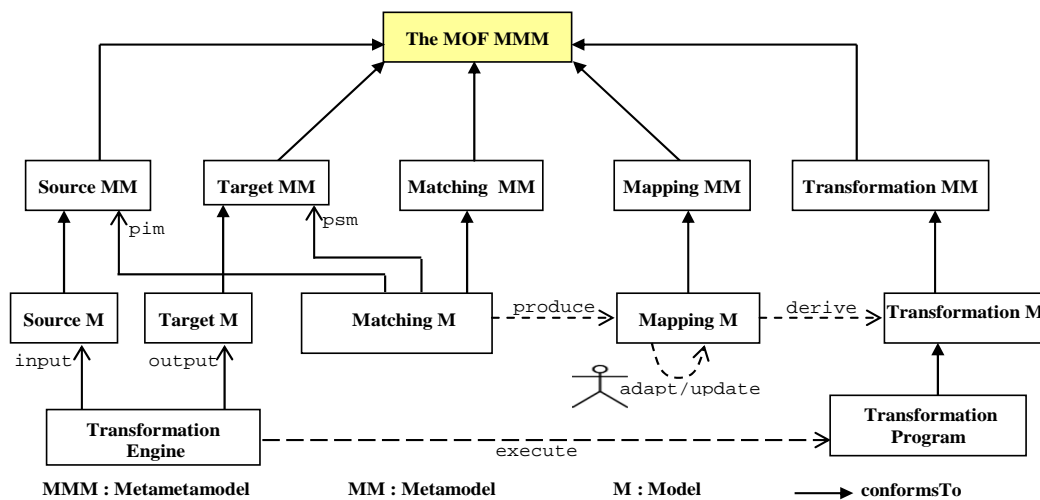 The MOF MMM
Source MM
Target MM
Matching MM
Mapping MM
Transformation MM
pim
psm
Source M
Target M
Matching M
produce
Mapping M
derive
Transformation M
input
output
adapt/update
Transformation
Engine
execute
Transformation
Program
MMM : Metametamodel
MM : Metamodel
M : Model
conformsTo